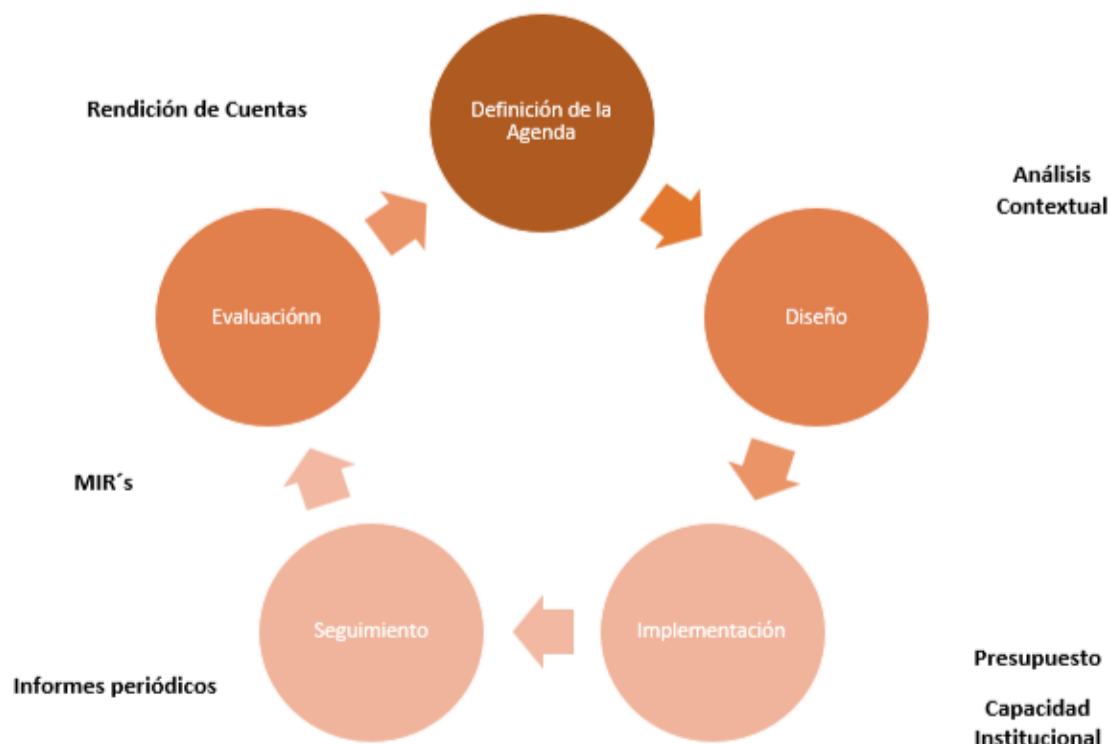 Rendición de Cuentas
Definición de la
Agenda
Análisis
Contextual
Evaluaciónn
Diseño
MIR´s
Seguimiento
Implementación
Informes periódicos
Presupuesto
Capacidad
Institucional